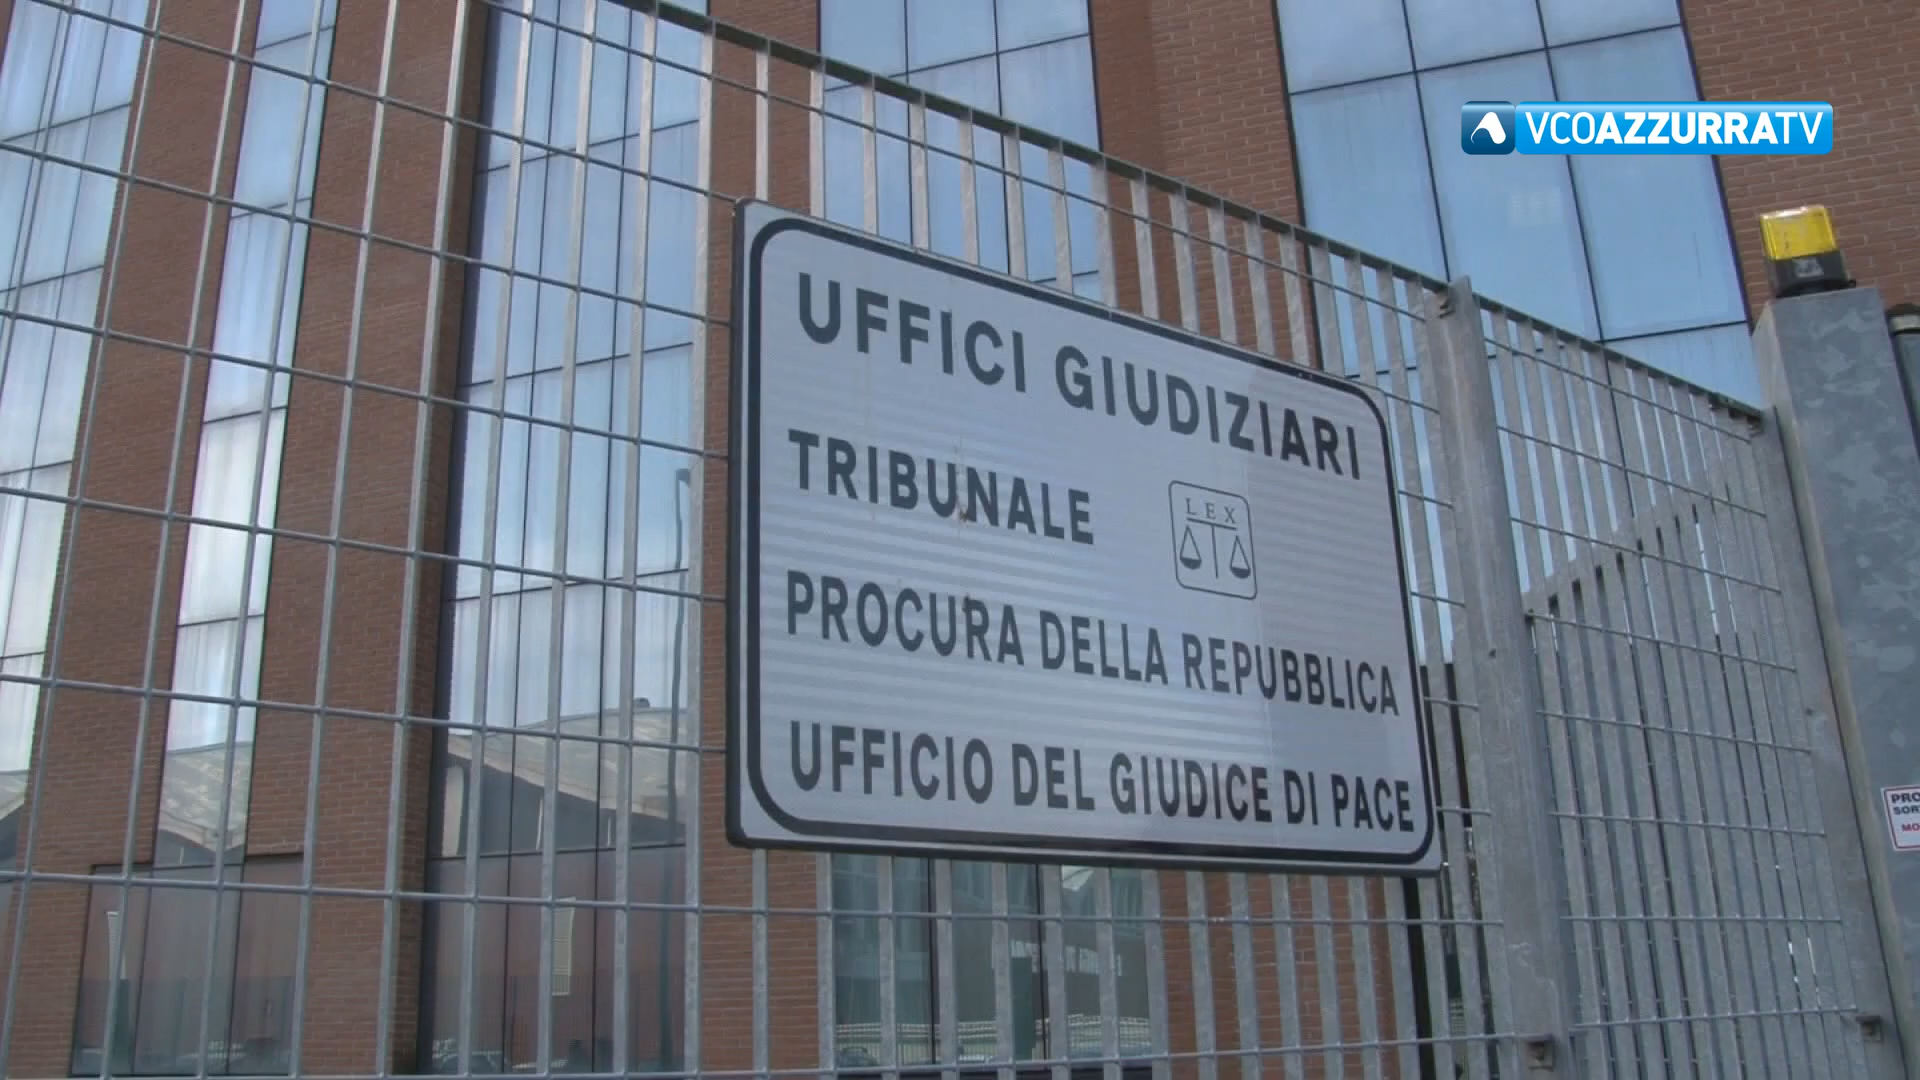 VCOAZZURRATV
UFFICI GIUDIZIARI
TRIBUNALE
LEX
PROCURA DELLA REPUBBLICA
UFFICIO DEL GIUDICE DI PACE